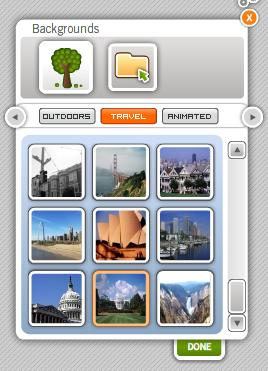 X
Backgrounds
OUTDOORS TRAVEL ANIMATED
DONE